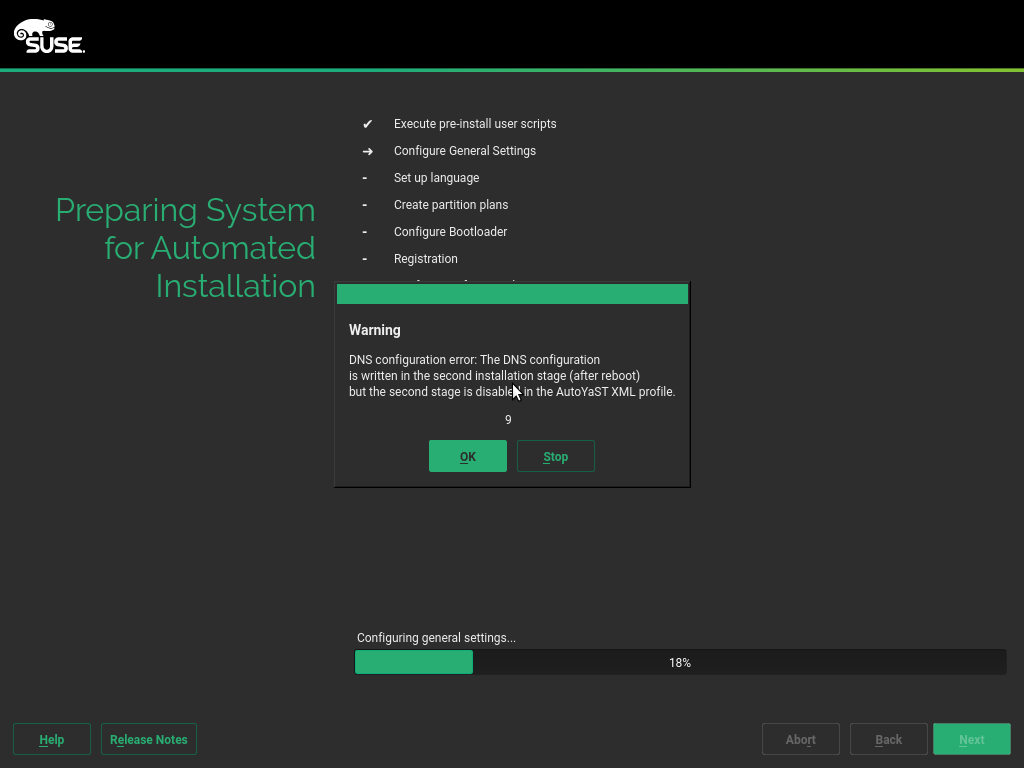 SUSE.
Preparing System
for Automated
Installation
✔ Execute pre-install user scripts
➜ Configure General Settings
- Set up language
- Create partition plans
- Configure Bootloader
- Registration
Warning
DNS configuration error: The DNS configuration
is written in the second installation stage (after reboot)
but the second stage is disabled in the AutoYaST XML profile.
9
OK Stop
Configuring general settings...
18%
Help Release Notes Abort Back Next